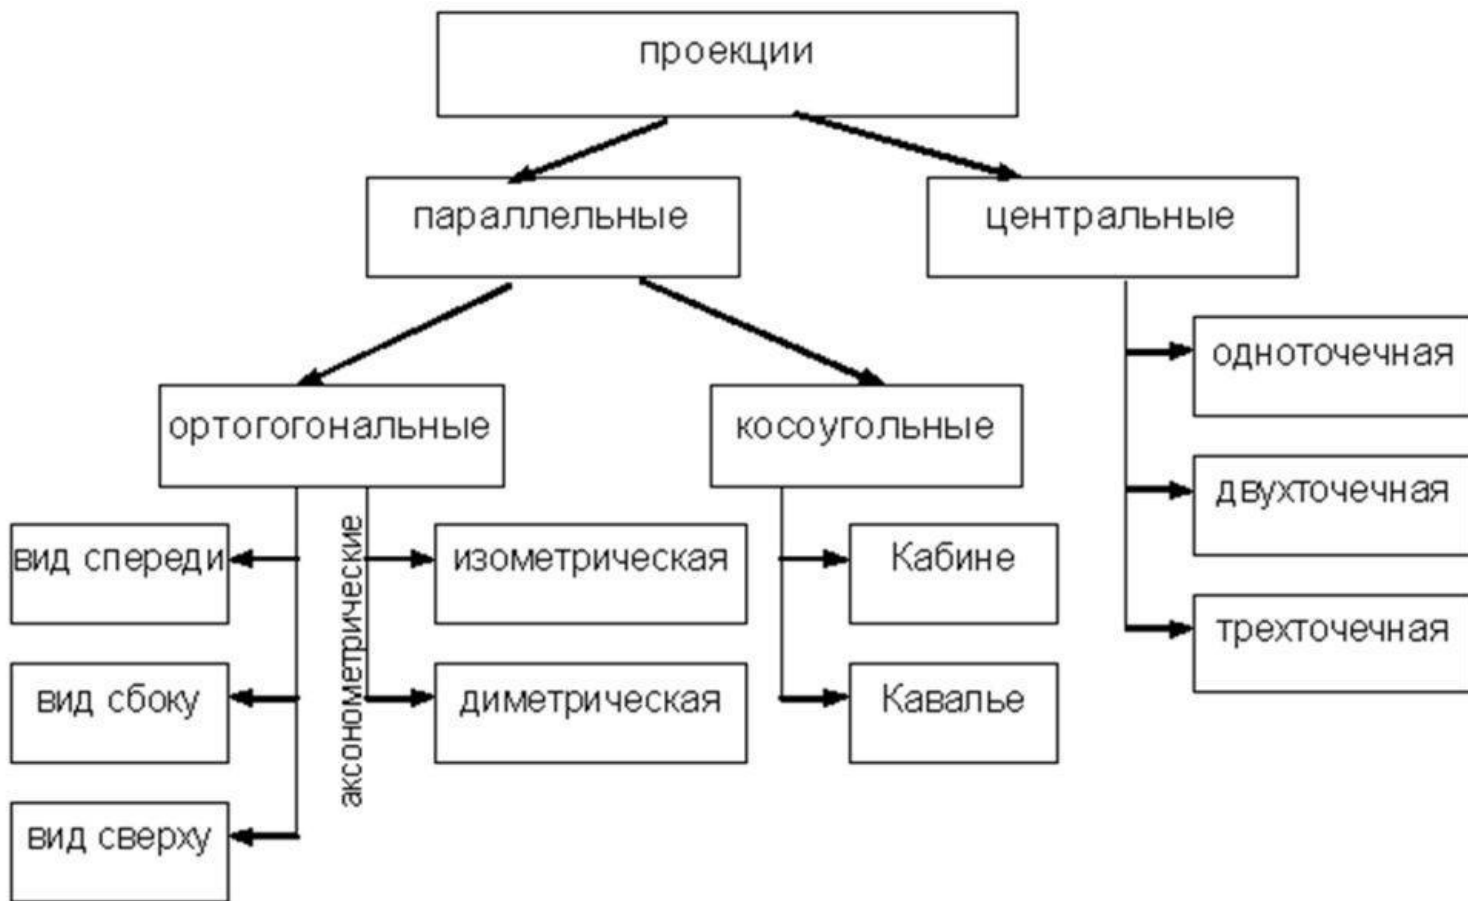 проекции
параллельные
центральные
одноточечная
ортогогональные
косоугольные
двухточечная
вид спереди
аксонометрические
изометрическая
Кабине
трехточечная
вид сбоку
диметрическая
Кавалье
вид сверху